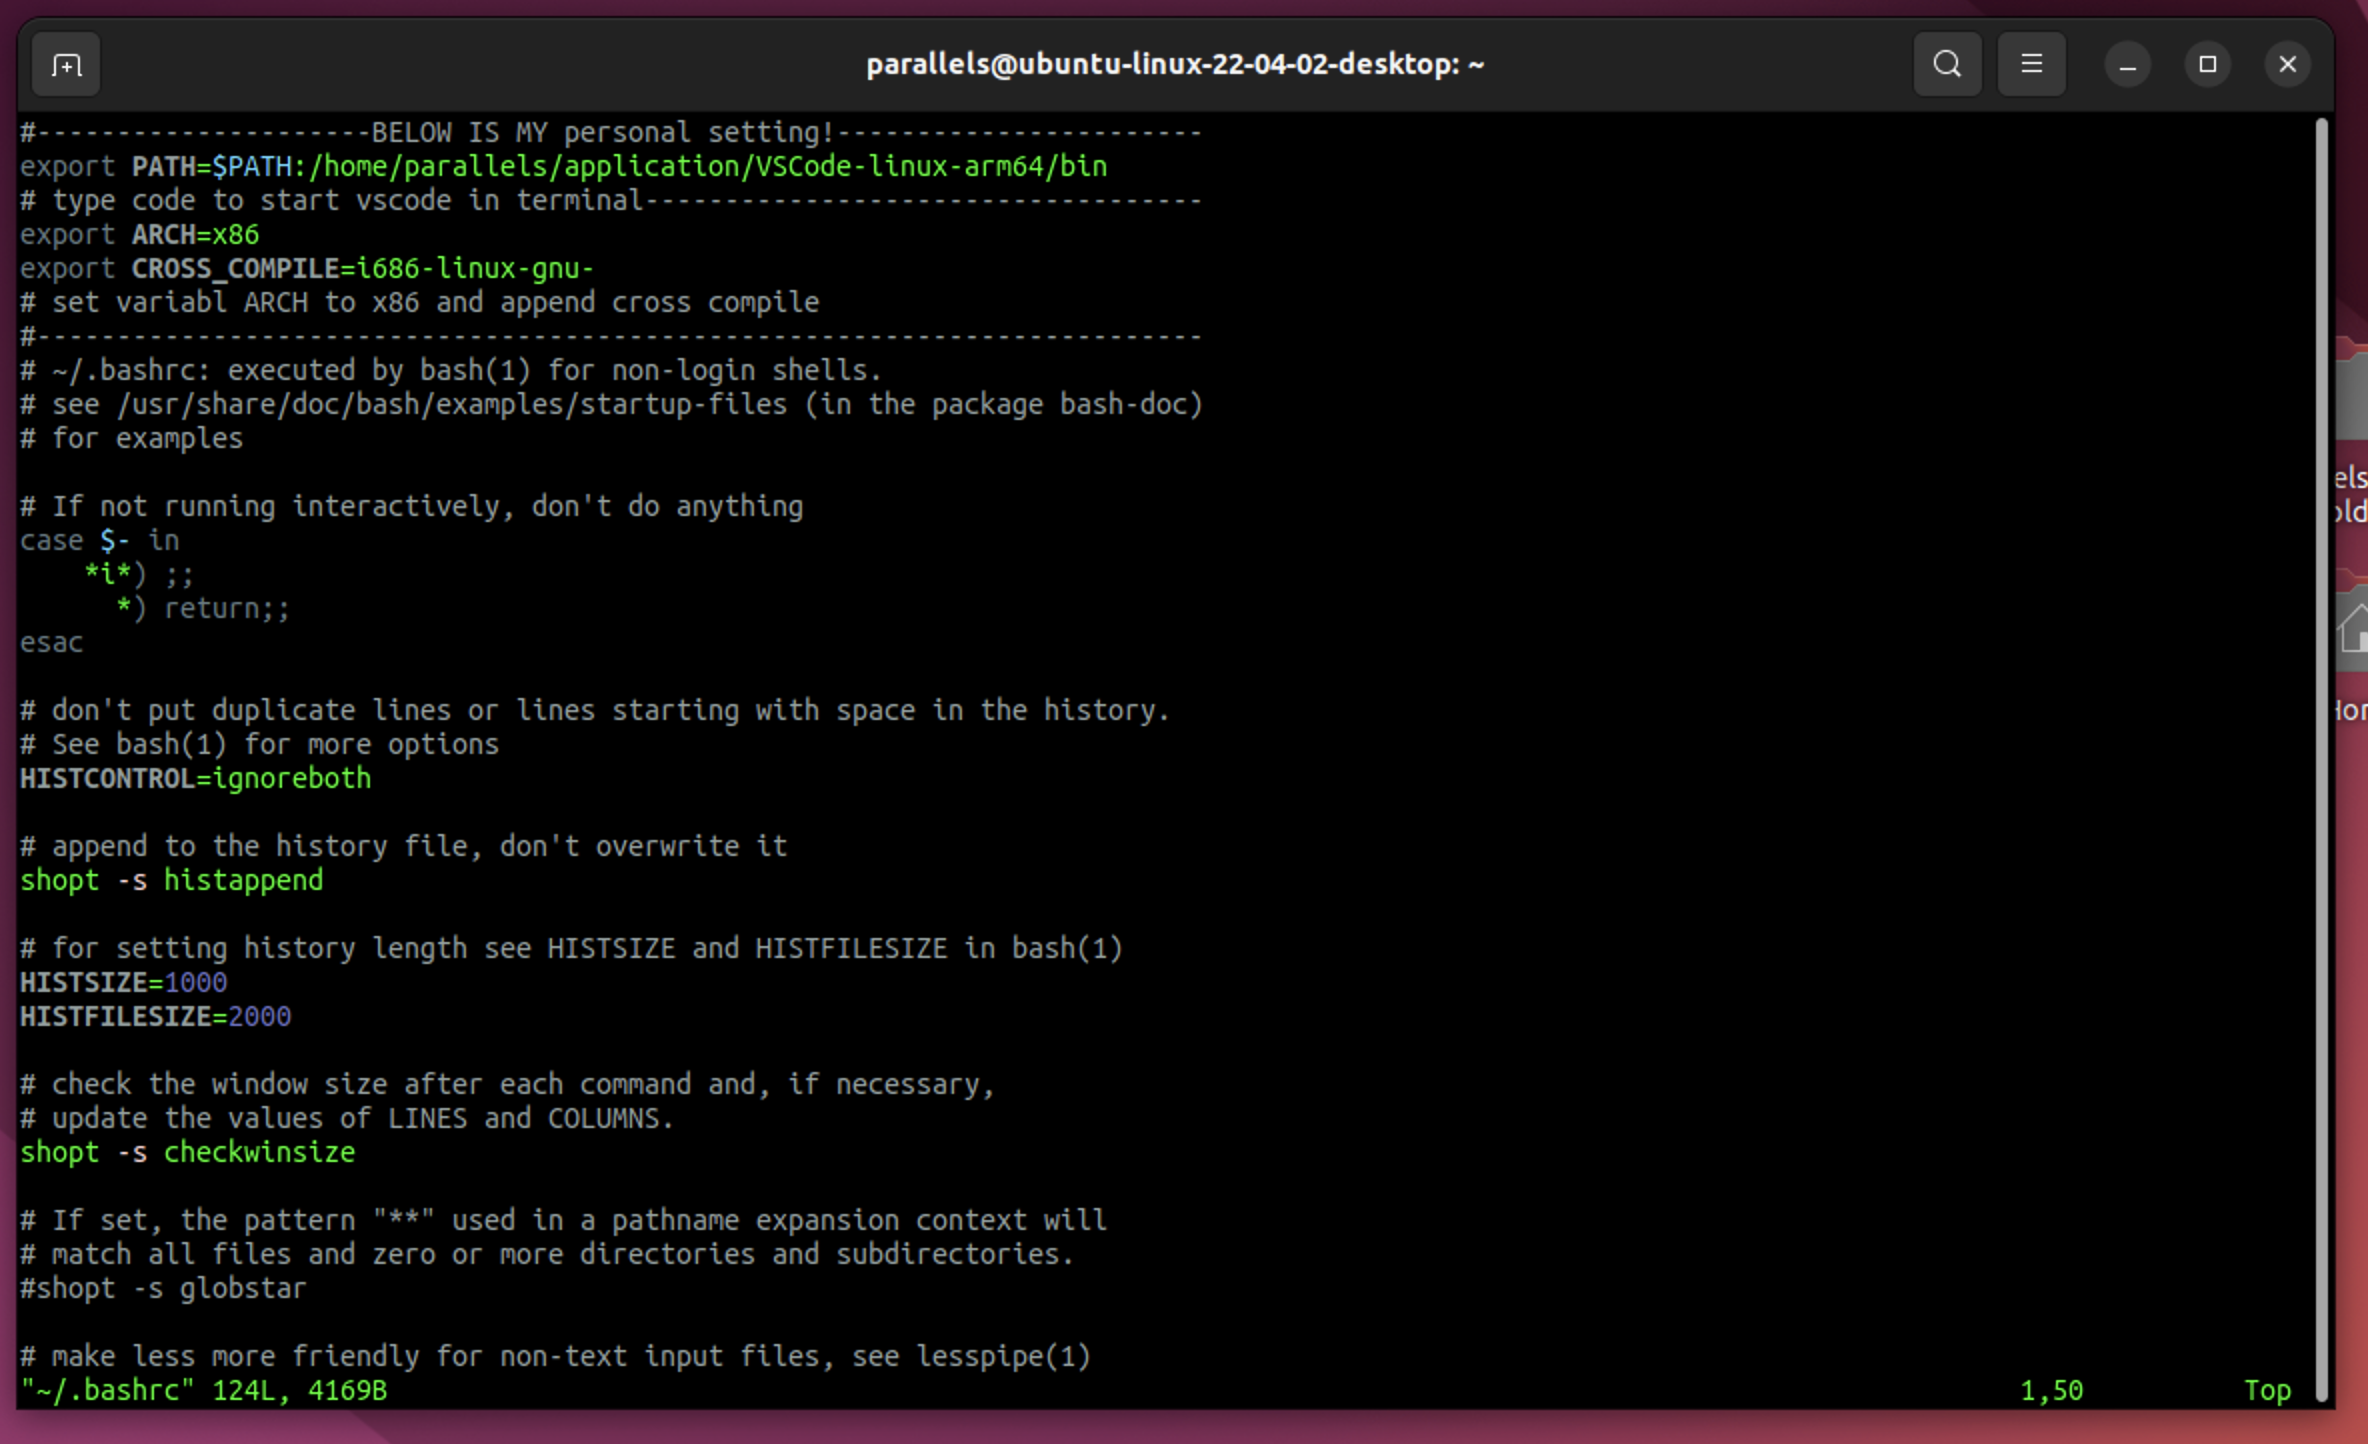 parallels@ubuntu-linux-22-04-02-desktop: ~
#---------------------BELOW IS MY personal setting!-----------------------
export PATH=$PATH:/home/parallels/application/VSCode-linux-arm64/bin
# type code to start vscode in terminal-----------------------------------
export ARCH=x86
export CROSS_COMPILE=i686-linux-gnu-
# set variabl ARCH to x86 and append cross compile
#-------------------------------------------------------------------------
# ~/.bashrc: executed by bash(1) for non-login shells.
# see /usr/share/doc/bash/examples/startup-files (in the package bash-doc)
# for examples
# If not running interactively, don't do anything
case $- in
    *i*) ;;
      *) return;;
esac
# don't put duplicate lines or lines starting with space in the history.
# See bash(1) for more options
HISTCONTROL=ignoreboth
# append to the history file, don't overwrite it
shopt -s histappend
# for setting history length see HISTSIZE and HISTFILESIZE in bash(1)
HISTSIZE=1000
HISTFILESIZE=2000
# check the window size after each command and, if necessary,
# update the values of LINES and COLUMNS.
shopt -s checkwinsize
# If set, the pattern "**" used in a pathname expansion context will
# match all files and zero or more directories and subdirectories.
#shopt -s globstar
# make less more friendly for non-text input files, see lesspipe(1)
"~/.bashrc" 124L, 4169B 1,50 Top